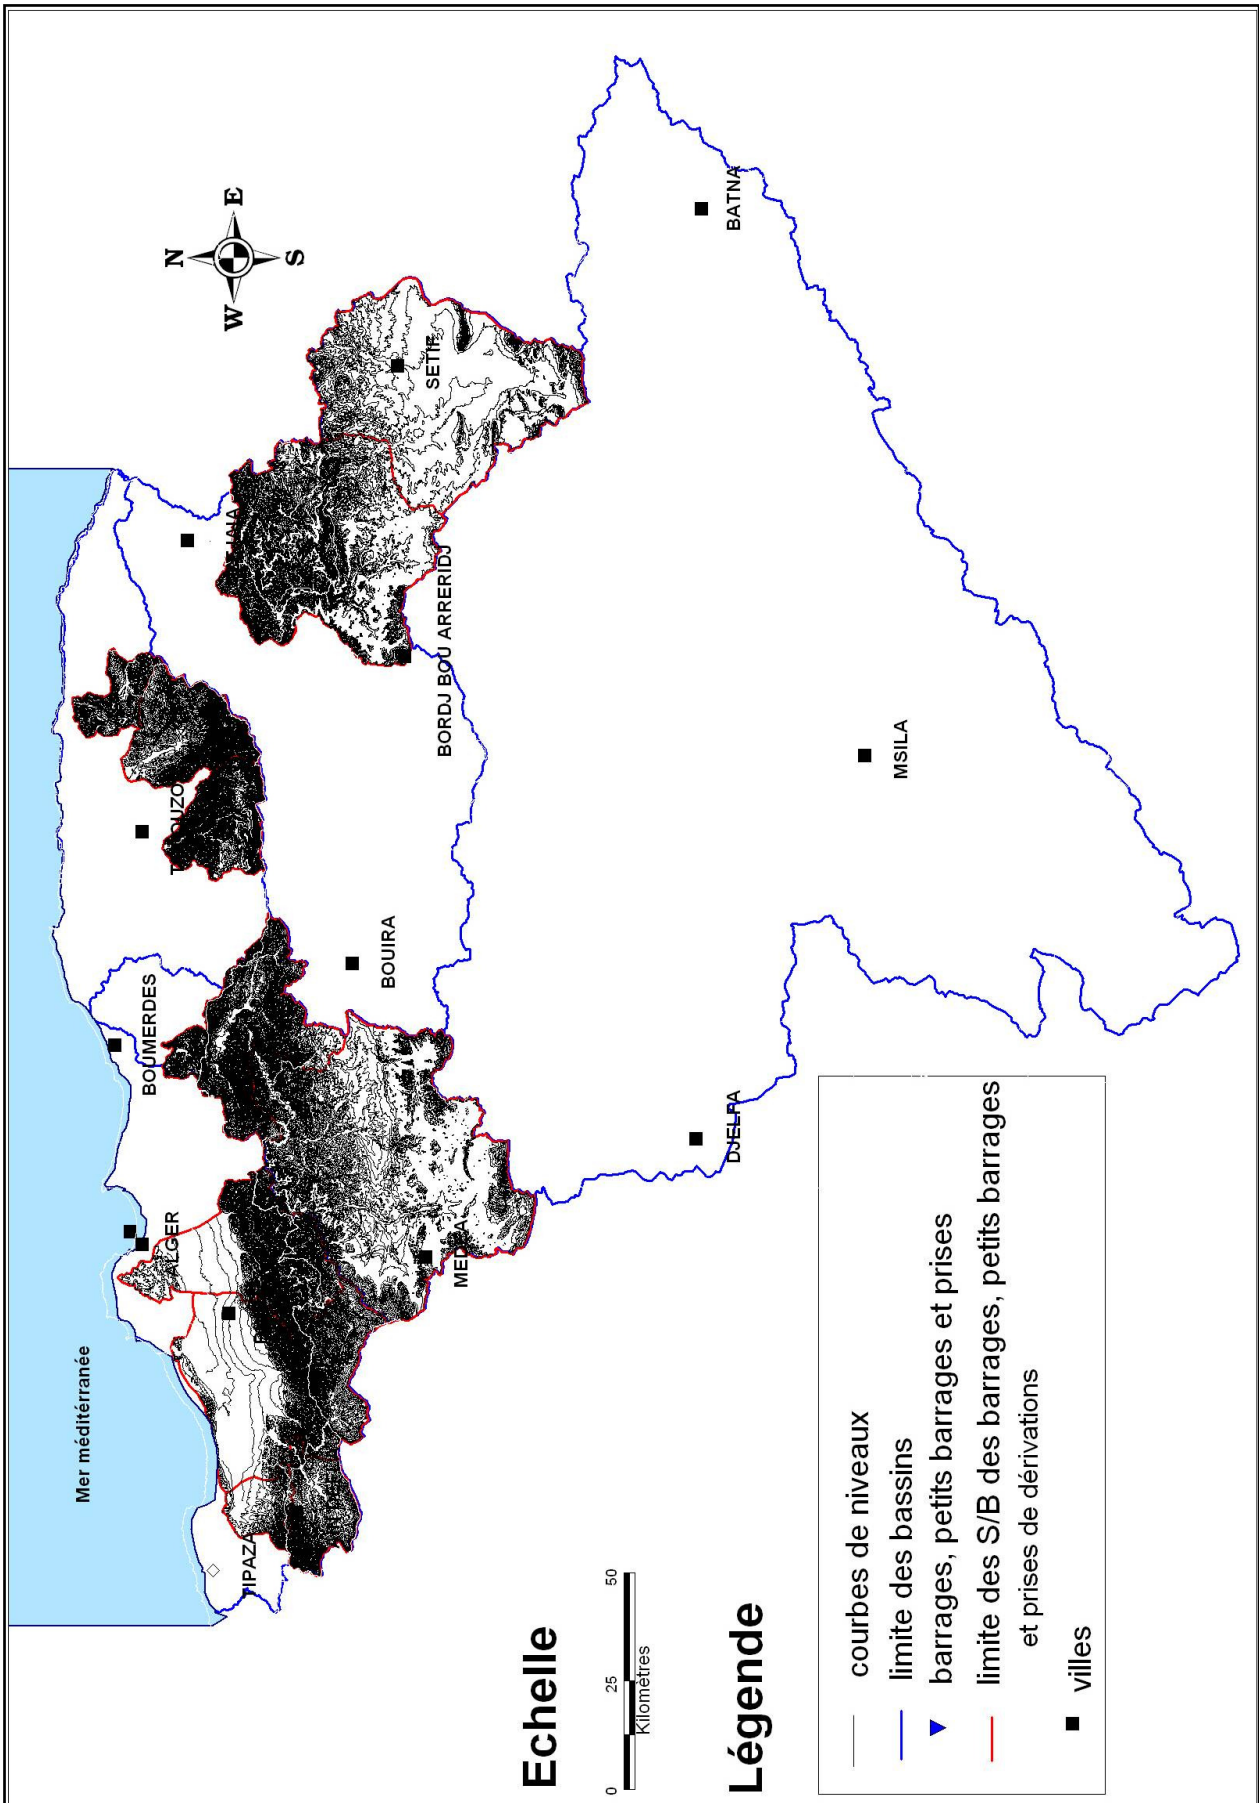 Mer méditérranée
N
W
E
S
BATNA
SETIF
BORDJ BOU ARRERIDJ
MSILA
BOUIRA
BOUMERDES
DJELFA
ALGER
MEDEA
TIPAZA
Echelle
0 25 50
Kilomètres
Légende
courbes de niveaux
limite des bassins
barrages, petits barrages et prises
limite des S/B des barrages, petits barrages
et prises de dérivations
villes